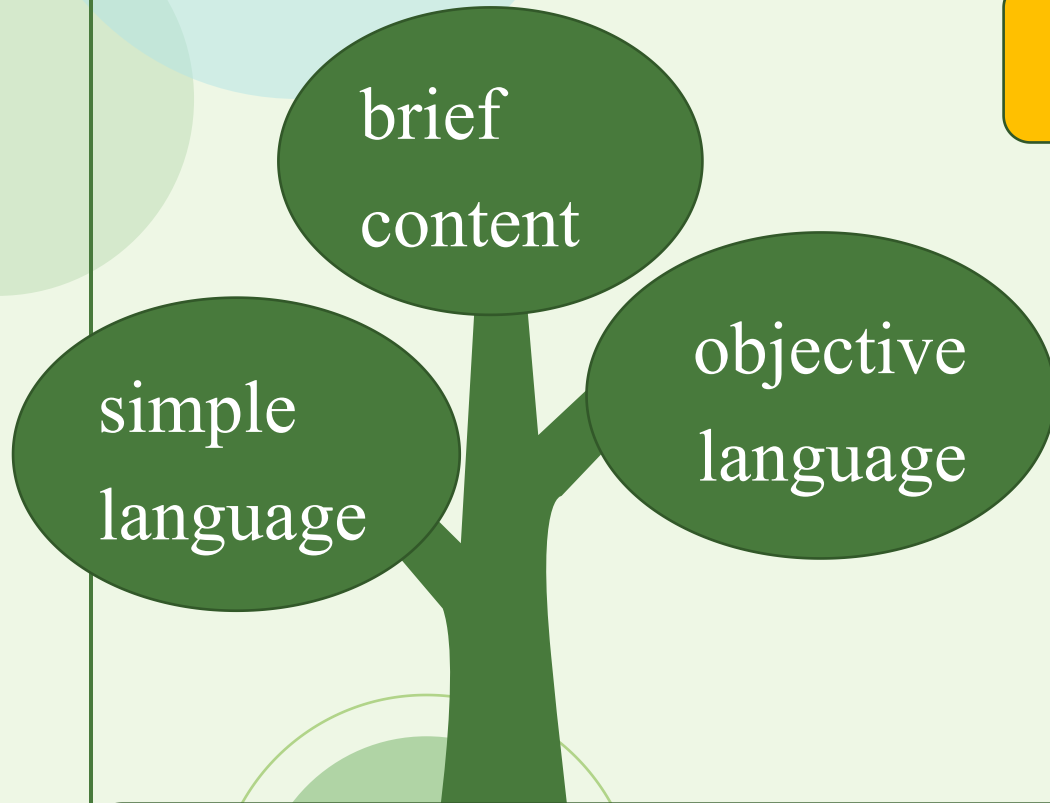 brief
content
simple
language
objective
language